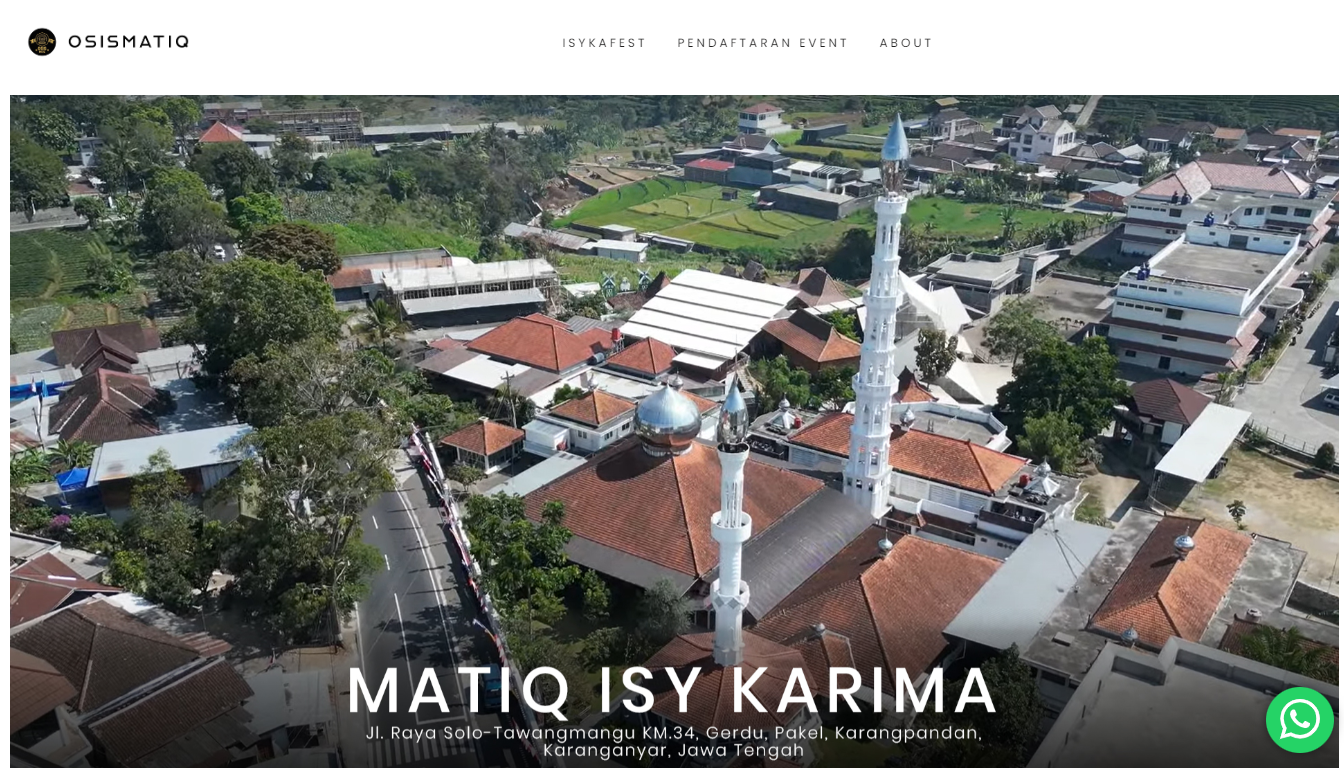 OSISMATIQ
ISYKAFEST
PENDAFTARAN EVENT
ABOUT
MATIQ ISY KARIMA
Jl. Raya Solo-Tawangmangu KM.34, Gerdu, Pakel, Karangpandan,
Karanganyar, Jawa Tengah